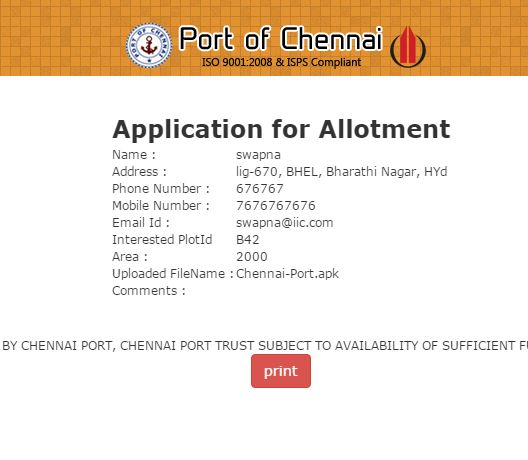 PORT OF CHENNAI
Port of Chennai
ISO 9001:2008 & ISPS Compliant
Application for Allotment
Name : swapna
Address : lig-670, BHEL, Bharathi Nagar, HYd
Phone Number : 676767
Mobile Number : 7676767676
Email Id : swapna@iic.com
Interested PlotId B42
Area : 2000
Uploaded FileName : Chennai-Port.apk
Comments :
BY CHENNAI PORT, CHENNAI PORT TRUST SUBJECT TO AVAILABILITY OF SUFFICIENT
print